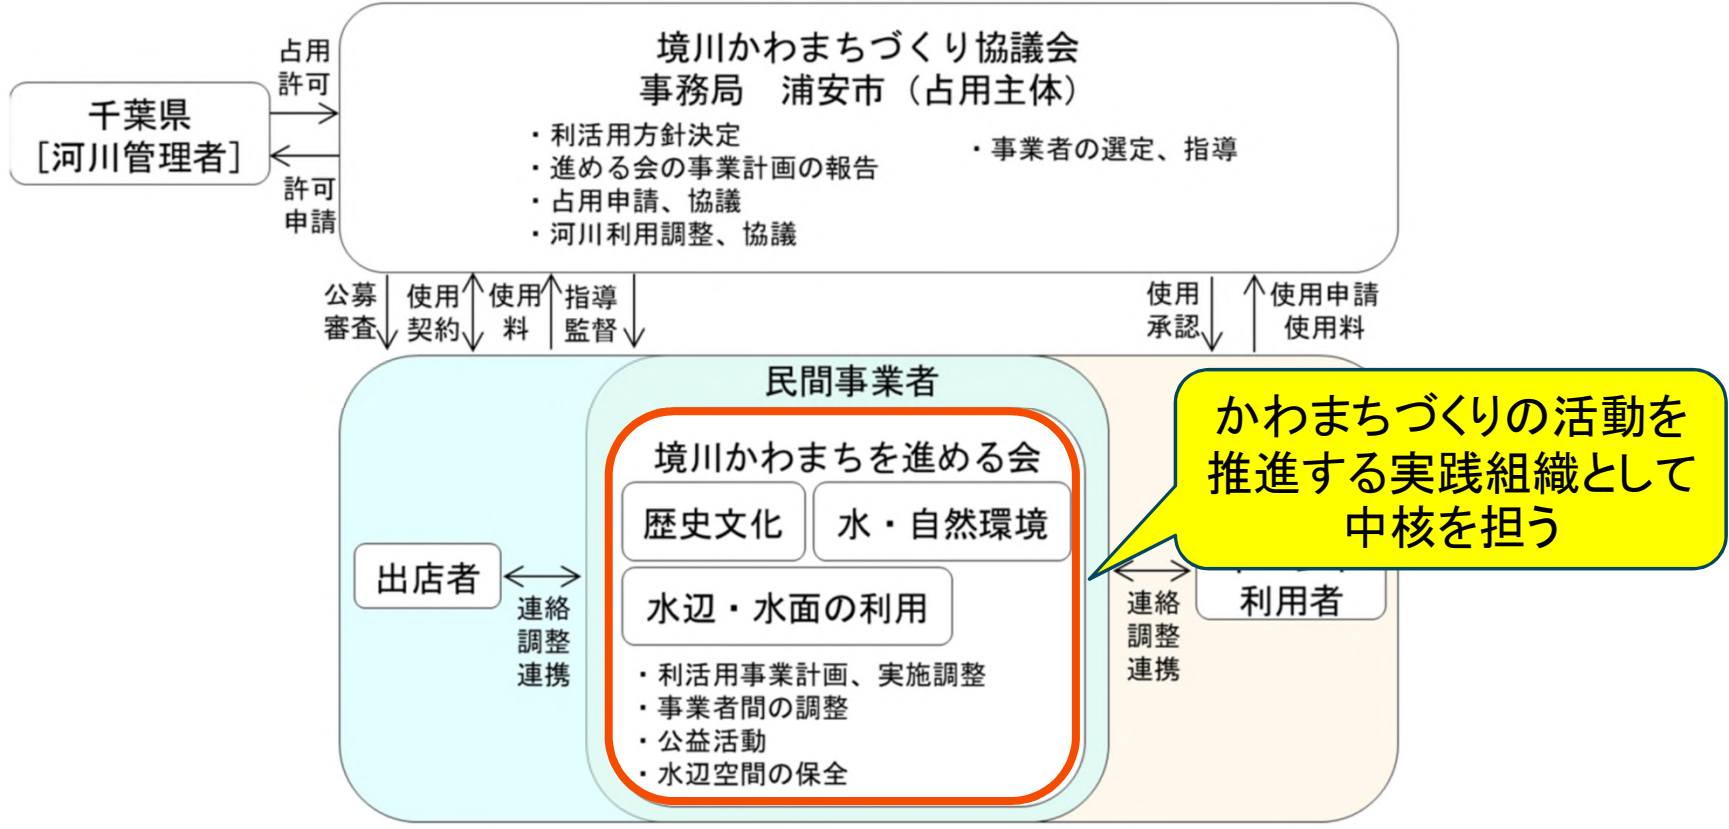 境川かわまちづくり協議会
事務局　浦安市（占用主体）
・利活用方針決定
・進める会の事業計画の報告
・占用申請、協議
・河川利用調整、協議
・事業者の選定、指導
占用
許可
千葉県
［河川管理者］
許可
申請
公募
審査
使用
契約
使用
料
指導
監督
使用
承認
使用申請
使用料
民間事業者
境川かわまちを進める会
歴史文化
水・自然環境
水辺・水面の利用
・利活用事業計画、実施調整
・事業者間の調整
・公益活動
・水辺空間の保全
出店者
連絡
調整
連携
連絡
調整
連携
利用者
かわまちづくりの活動を
推進する実践組織として
中核を担う